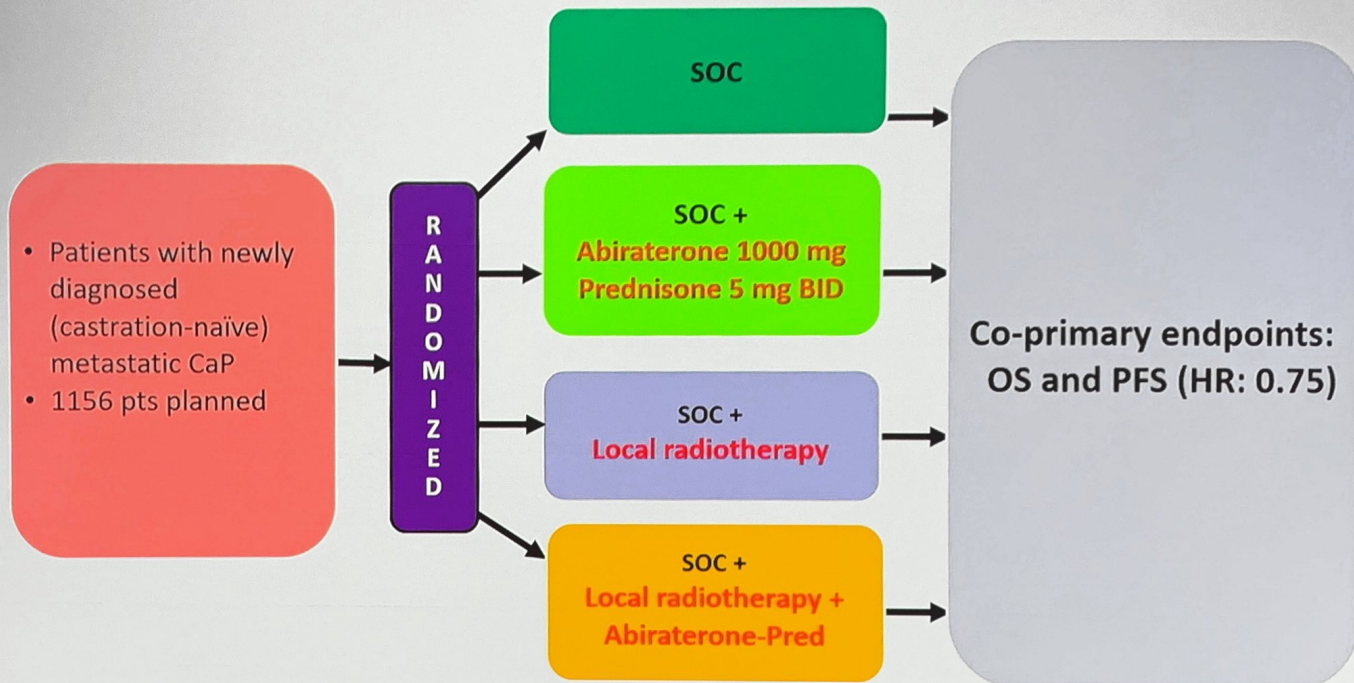 • Patients with newly
diagnosed
(castration-naïve)
metastatic CaP
• 1156 pts planned
RANDOMIZED
SOC
SOC +
Abiraterone 1000 mg
Prednisone 5 mg BID
SOC +
Local radiotherapy
SOC +
Local radiotherapy +
Abiraterone-Pred
Co-primary endpoints:
OS and PFS (HR: 0.75)